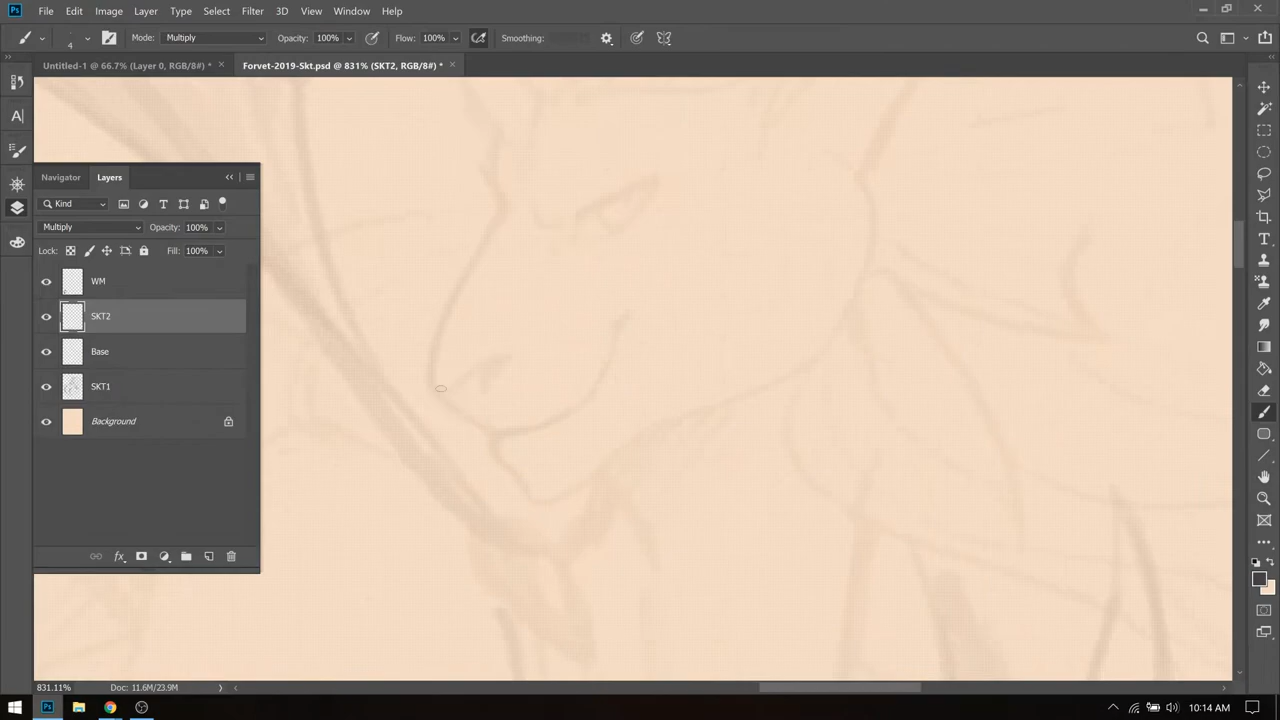 Ps File Edit Image Layer Type Select Filter 3D View Window Help
4 Mode: Multiply Opacity: 100% Flow: 100% Smoothing:
Untitled-1 @ 66.7% (Layer 0, RGB/8#) * Forvet-2019-Skt.psd @ 831% (SKT2, RGB/8#) *
Navigator Layers
Kind
Multiply Opacity: 100%
Lock: Fill: 100%
WM
SKT2
Base
SKT1
Background
831.11% Doc: 11.6M/23.9M
Ps 10:14 AM